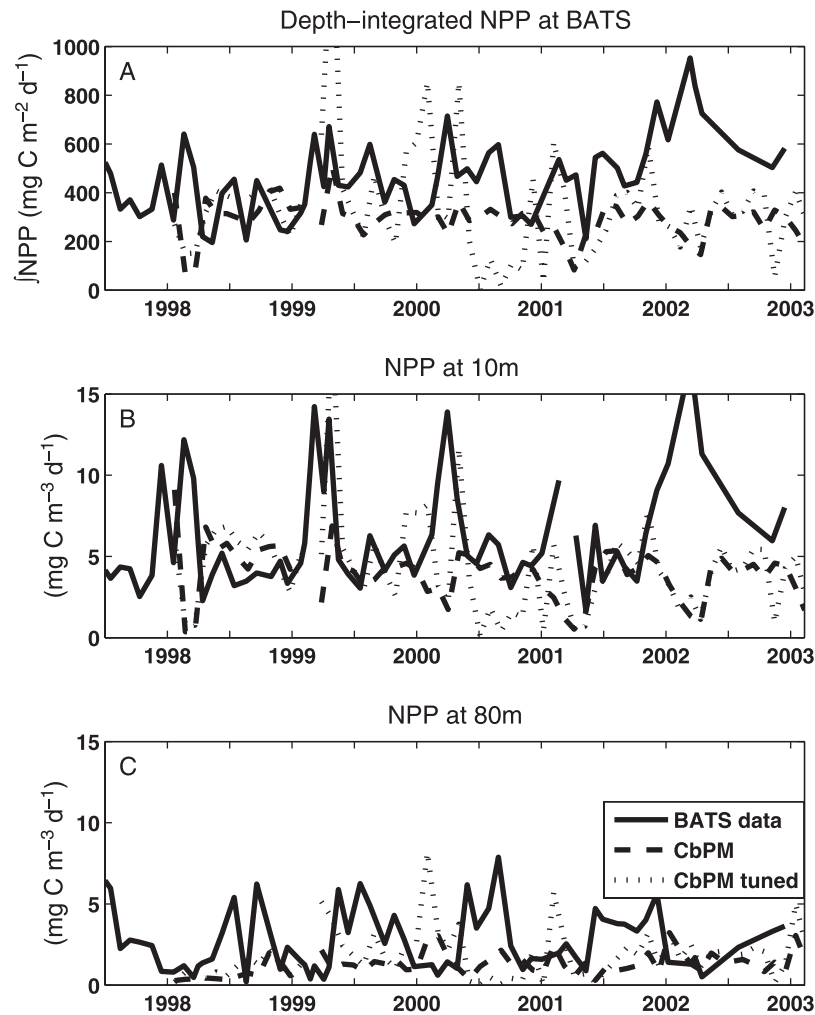 Depth–integrated NPP at BATS
A
∫NPP (mg C m⁻² d⁻¹)
1000
800
600
400
200
0
1998 1999 2000 2001 2002 2003
NPP at 10m
B
(mg C m⁻³ d⁻¹)
15
10
5
0
1998 1999 2000 2001 2002 2003
NPP at 80m
C
(mg C m⁻³ d⁻¹)
15
10
5
0
BATS data
CbPM
CbPM tuned
1998 1999 2000 2001 2002 2003